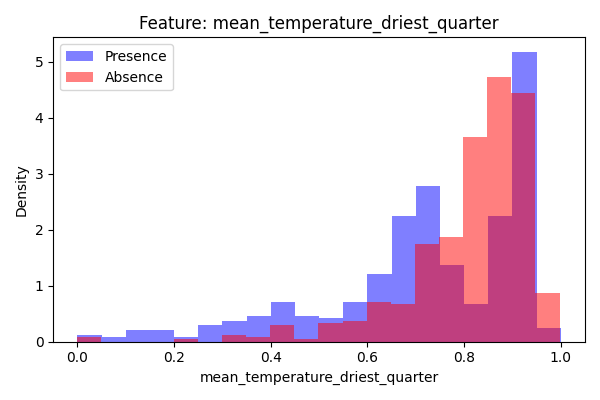 Feature: mean_temperature_driest_quarter
Presence
Absence
Density
5
4
3
2
1
0
0.0 0.2 0.4 0.6 0.8 1.0
mean_temperature_driest_quarter